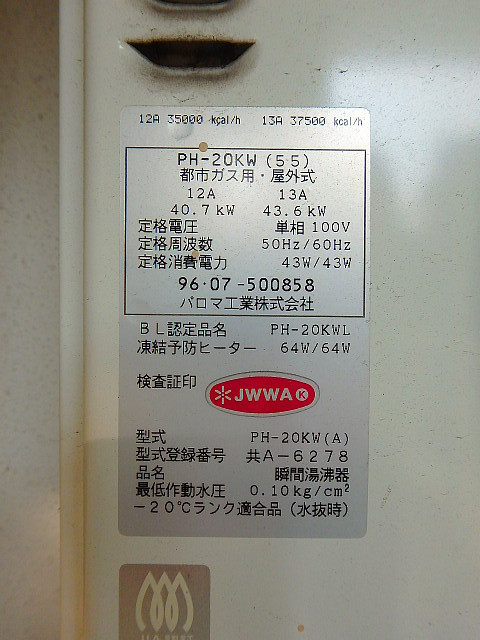 12A 35000 kcal/h 13A 37500 kcal/h
PH-20KW (55)
都市ガス用・屋外式
12A 13A
40.7kW 43.6kW
定格電圧 単相100V
定格周波数 50Hz/60Hz
定格消費電力 43W/43W
96·07-500858
パロマ工業株式会社
BL認定品名 PH-20KWL
凍結予防ヒーター 64W/64W
検査証印 JWWA K
型式 PH-20KW(A)
型式登録番号 共A-6278
品名 瞬間湯沸器
最低作動水圧 0.10kg/cm²
-20℃ランク適合品(水抜時)